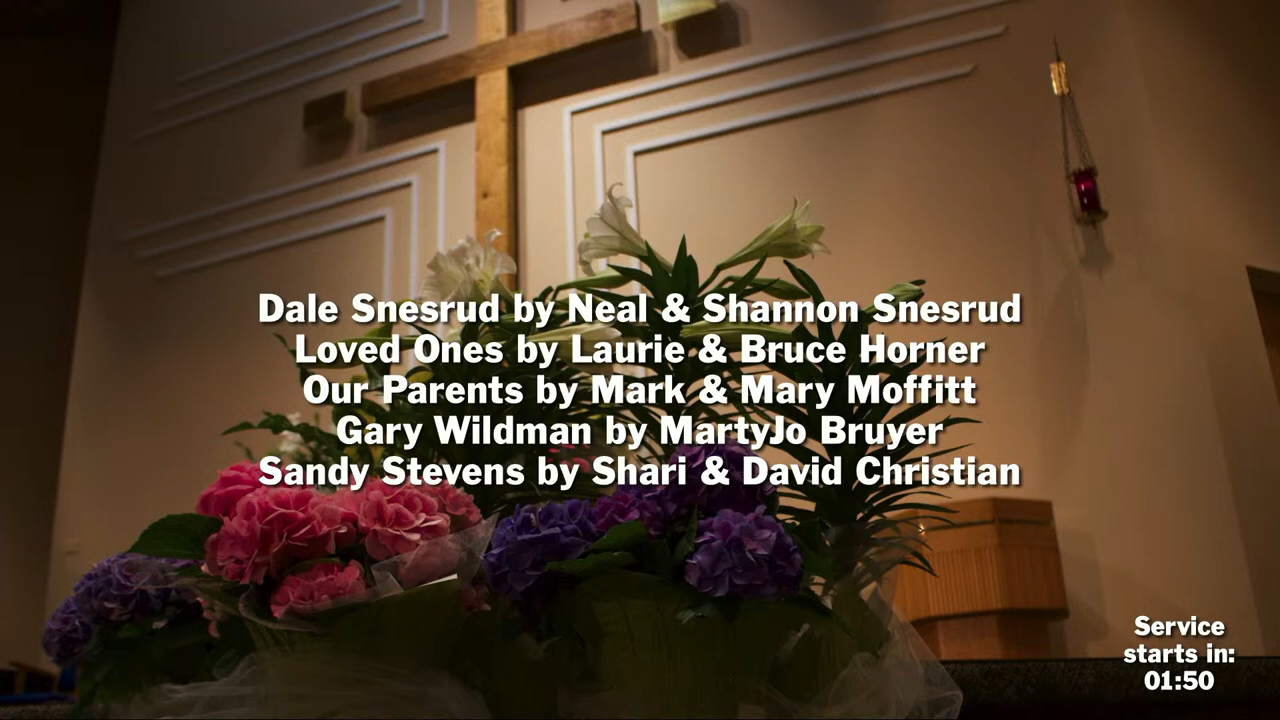 Dale Snesrud by Neal & Shannon Snesrud
Loved Ones by Laurie & Bruce Horner
Our Parents by Mark & Mary Moffitt
Gary Wildman by MartyJo Bruyer
Sandy Stevens by Shari & David Christian
Service
starts in:
01:50